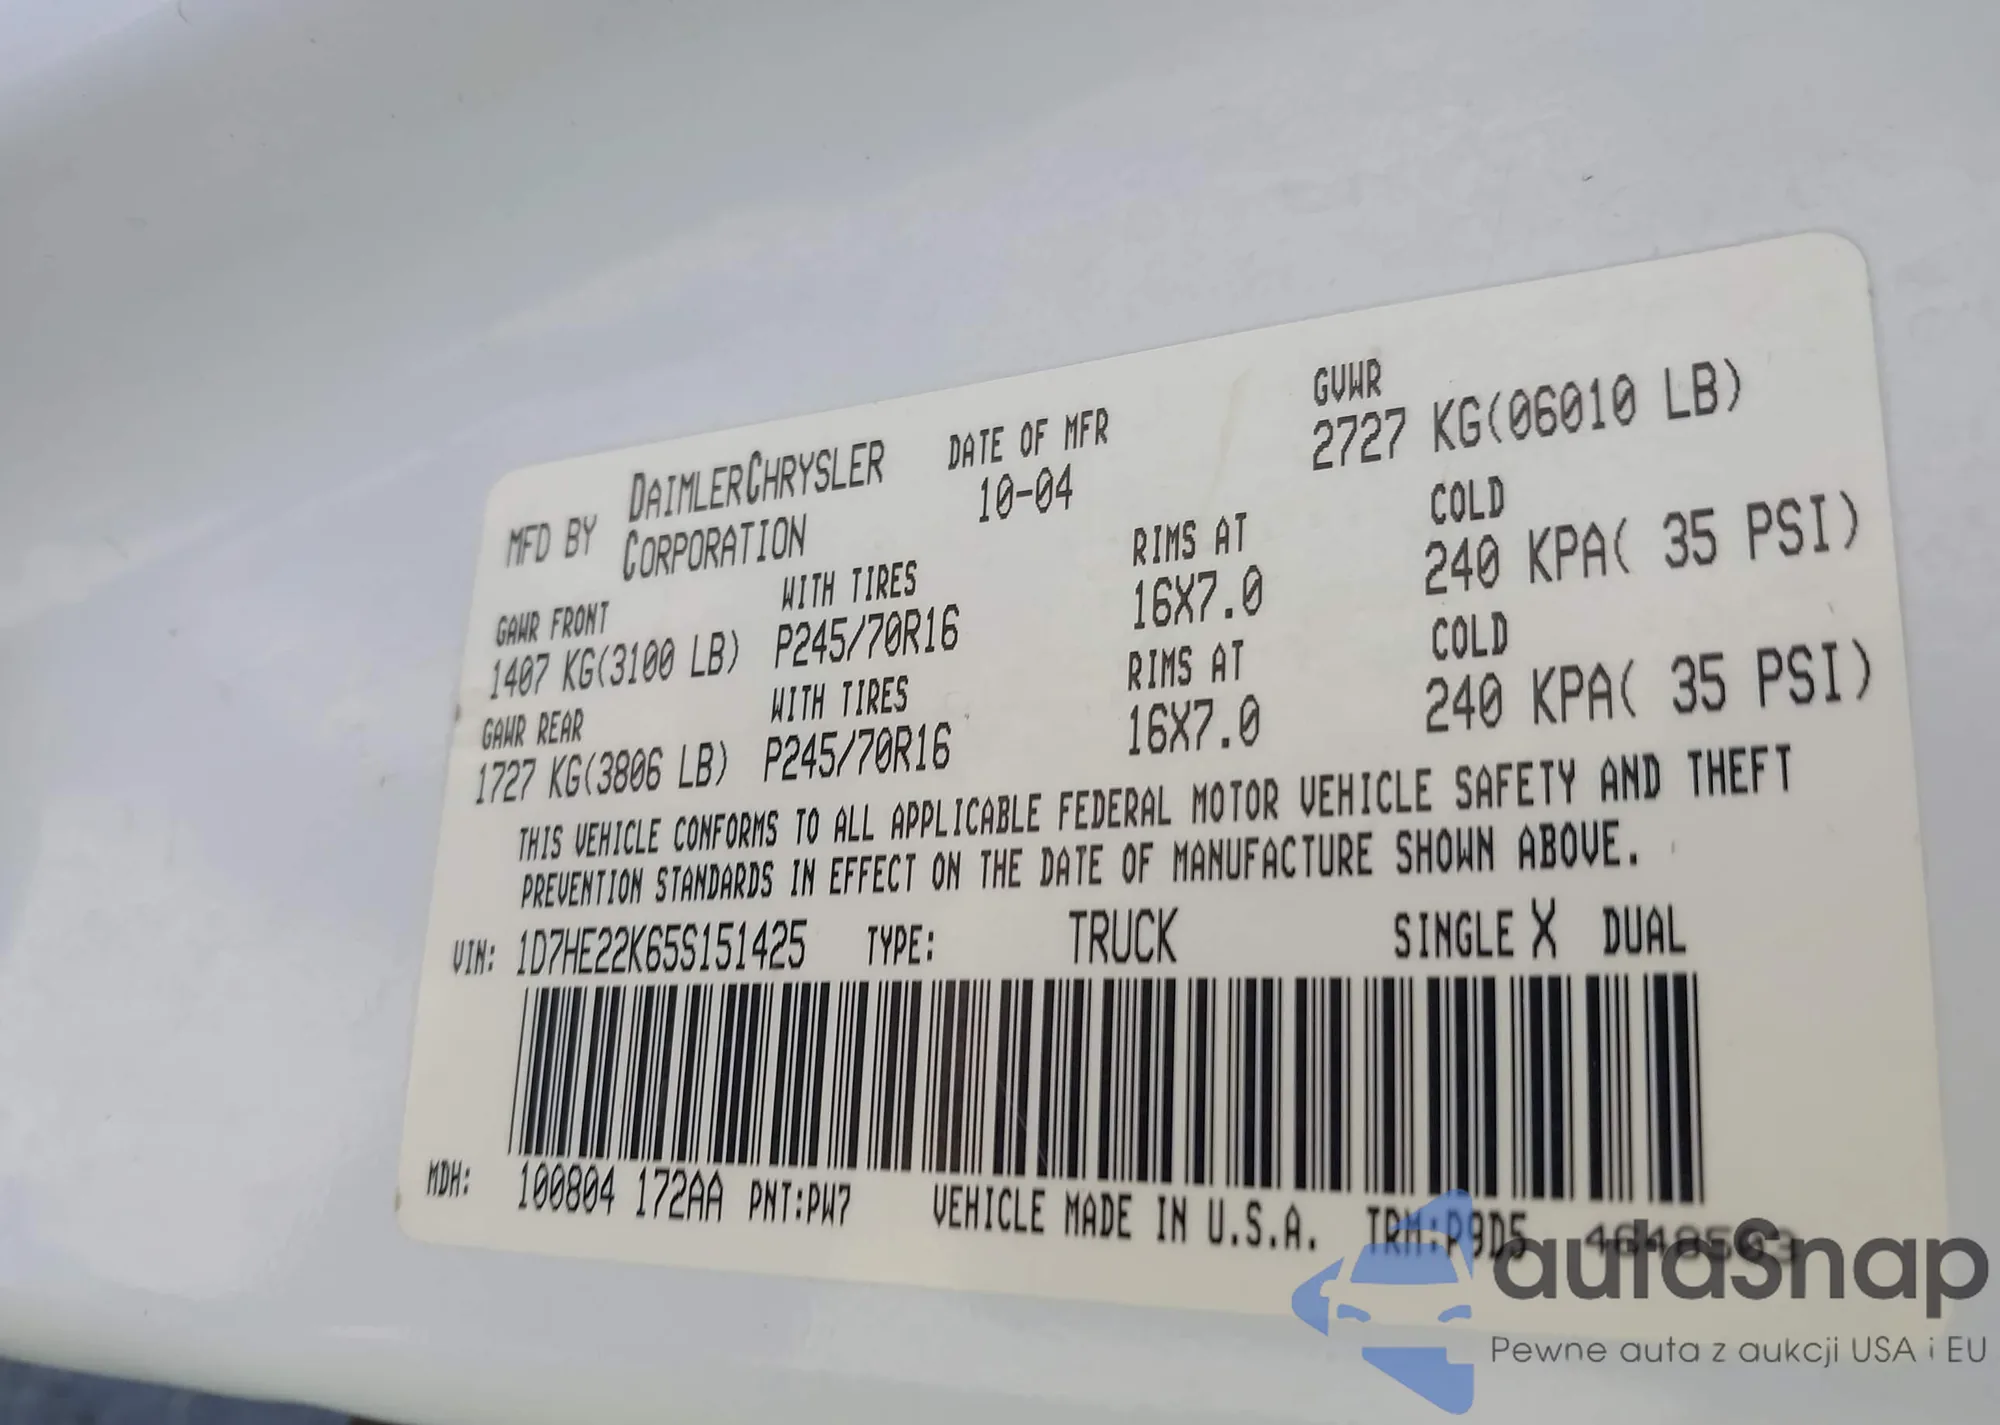 MFD BY DAIMLERCHRYSLER CORPORATION
DATE OF MFR
10-04
GVWR
2727 KG(06010 LB)
GAWR FRONT WITH TIRES RIMS AT COLD
1407 KG(3100 LB) P245/70R16 16X7.0 240 KPA( 35 PSI)
GAWR REAR WITH TIRES RIMS AT COLD
1727 KG(3806 LB) P245/70R16 16X7.0 240 KPA( 35 PSI)
THIS VEHICLE CONFORMS TO ALL APPLICABLE FEDERAL MOTOR VEHICLE SAFETY AND THEFT
PREVENTION STANDARDS IN EFFECT ON THE DATE OF MANUFACTURE SHOWN ABOVE.
VIN: 1D7HE22K65S151425 TYPE: TRUCK SINGLE X DUAL
MDH: 100804 172AA PNT:PW7 VEHICLE MADE IN U.S.A. TRM:P9D5
autaSnap
Pewne auta z aukcji USA i EU